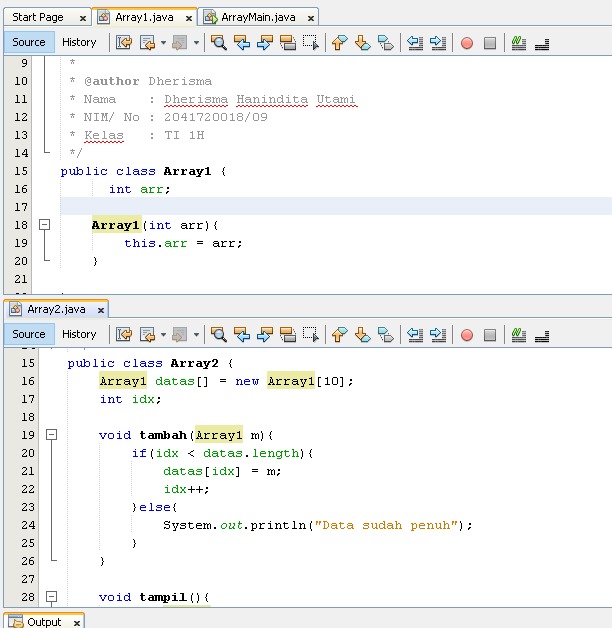 Start Page x Array1.java x ArrayMain.java x
Source History
9 *
10 * @author Dherisma
11 * Nama : Dherisma Hanindita Utami
12 * NIM/ No : 2041720018/09
13 * Kelas : TI 1H
14 */
15 public class Array1 {
16 int arr;
17
18 Array1(int arr){
19 this.arr = arr;
20 }
21
Array2.java x
Source History
15 public class Array2 {
16 Array1 datas[] = new Array1[10];
17 int idx;
18
19 void tambah(Array1 m){
20 if(idx < datas.length){
21 datas[idx] = m;
22 idx++;
23 }else{
24 System.out.println("Data sudah penuh");
25 }
26 }
27
28 void tampil(){
Output x